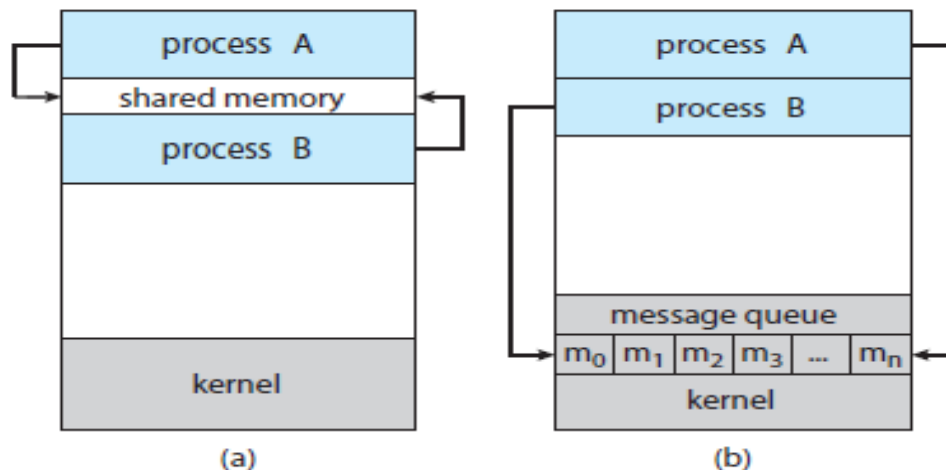 process A
shared memory
process B
kernel
(a)
process A
process B
message queue
m₀ m₁ m₂ m₃ ... mₙ
kernel
(b)